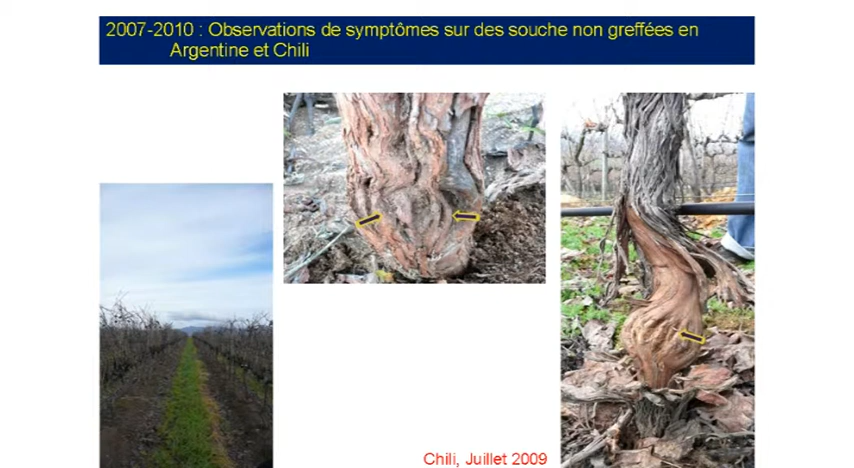 2007-2010 : Observations de symptômes sur des souche non greffées en
Argentine et Chili
Chili, Juillet 2009